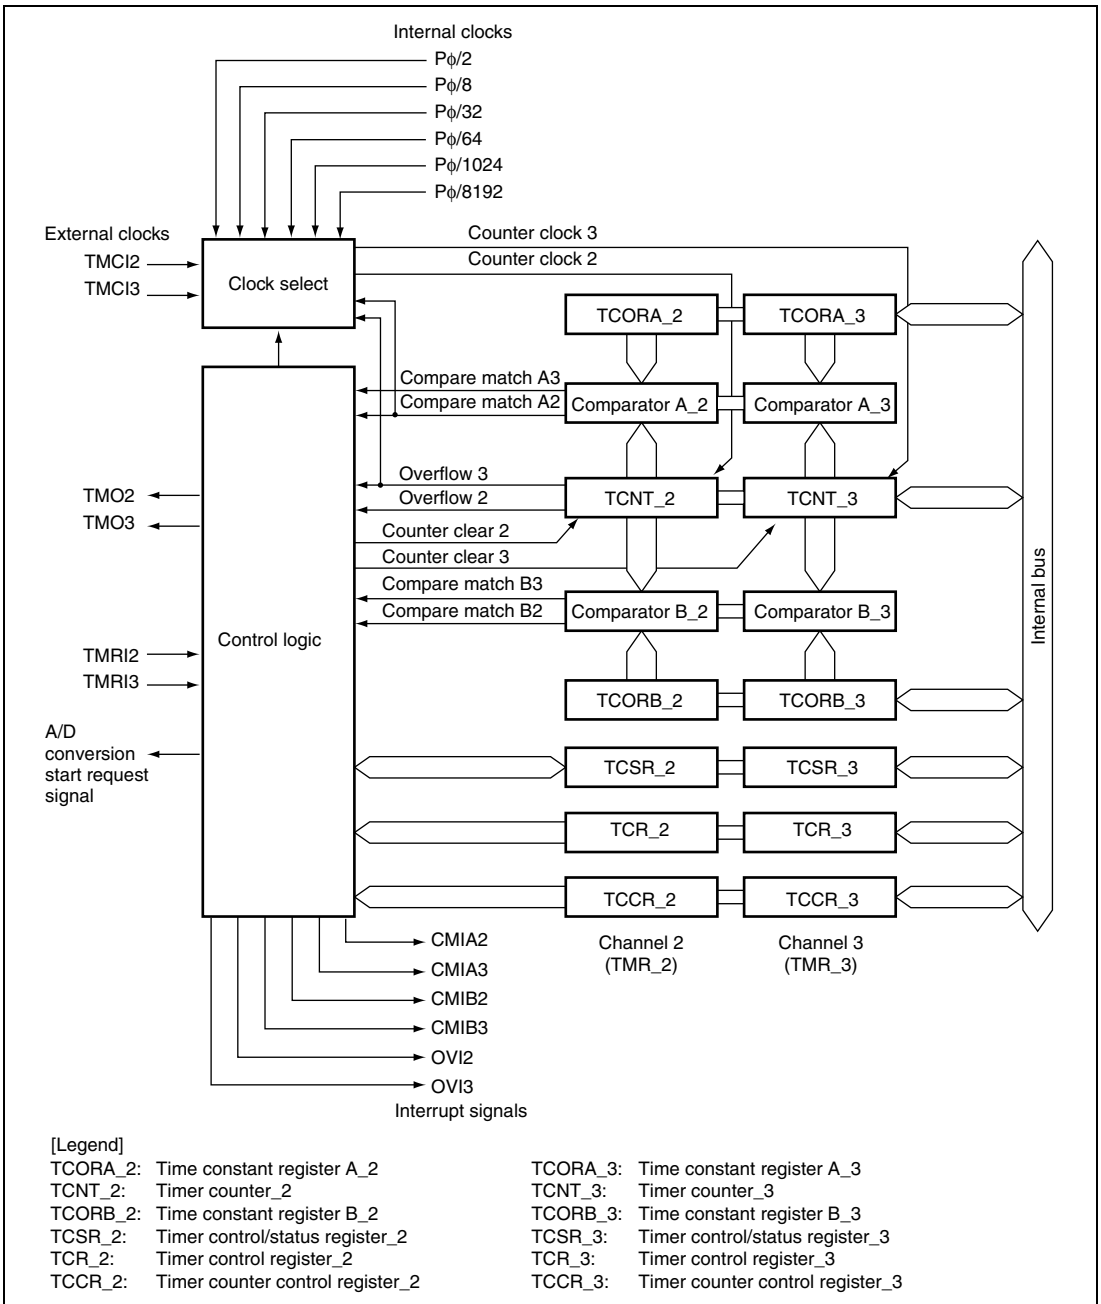 Internal clocks
Pϕ/2
Pϕ/8
Pϕ/32
Pϕ/64
Pϕ/1024
Pϕ/8192
External clocks
TMCI2
TMCI3
Clock select
Counter clock 3
Counter clock 2
TCORA_2
TCORA_3
Compare match A3
Compare match A2
Comparator A_2
Comparator A_3
Overflow 3
Overflow 2
TCNT_2
TCNT_3
TMO2
TMO3
Counter clear 2
Counter clear 3
Compare match B3
Compare match B2
Comparator B_2
Comparator B_3
Internal bus
Control logic
TMRI2
TMRI3
TCORB_2
TCORB_3
A/D
conversion
start request
signal
TCSR_2
TCSR_3
TCR_2
TCR_3
TCCR_2
TCCR_3
Channel 2
(TMR_2)
Channel 3
(TMR_3)
CMIA2
CMIA3
CMIB2
CMIB3
OVI2
OVI3
Interrupt signals
[Legend]
TCORA_2: Time constant register A_2
TCNT_2: Timer counter_2
TCORB_2: Time constant register B_2
TCSR_2: Timer control/status register_2
TCR_2: Timer control register_2
TCCR_2: Timer counter control register_2
TCORA_3: Time constant register A_3
TCNT_3: Timer counter_3
TCORB_3: Time constant register B_3
TCSR_3: Timer control/status register_3
TCR_3: Timer control register_3
TCCR_3: Timer counter control register_3